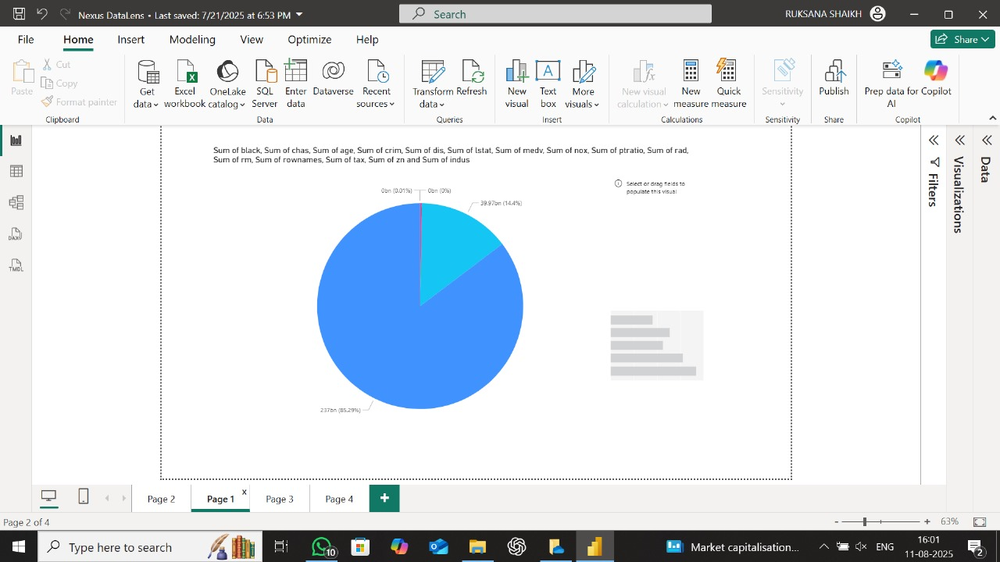 Nexus DataLens • Last saved: 7/21/2025 at 6:53 PM
Search
RUKSANA SHAIKH
File Home Insert Modeling View Optimize Help
Share
Paste
Cut
Copy
Format painter
Clipboard
Get data
Excel workbook
OneLake catalog
SQL Server
Enter data
Dataverse
Recent sources
Data
Transform data
Refresh
Queries
New visual
Text box
More visuals
Insert
New visual calculation
New measure
Quick measure
Calculations
Sensitivity
Sensitivity
Publish
Share
Prep data for AI
Copilot
Copilot
DAX
TMDL
Sum of black, Sum of chas, Sum of age, Sum of crim, Sum of dis, Sum of lstat, Sum of medv, Sum of nox, Sum of ptratio, Sum of rad,
Sum of rm, Sum of rownames, Sum of tax, Sum of zn and Sum of indus
0bn (0.01%) 0bn (0%)
39.97bn (14.4%)
237bn (85.29%)
Select or drag fields to
populate this visual
Filters
Visualizations
Data
Page 2 Page 1 x Page 3 Page 4 +
Page 2 of 4
- + 63%
Type here to search
10
Market capitalisation...
ENG
16:01
11-08-2025
2